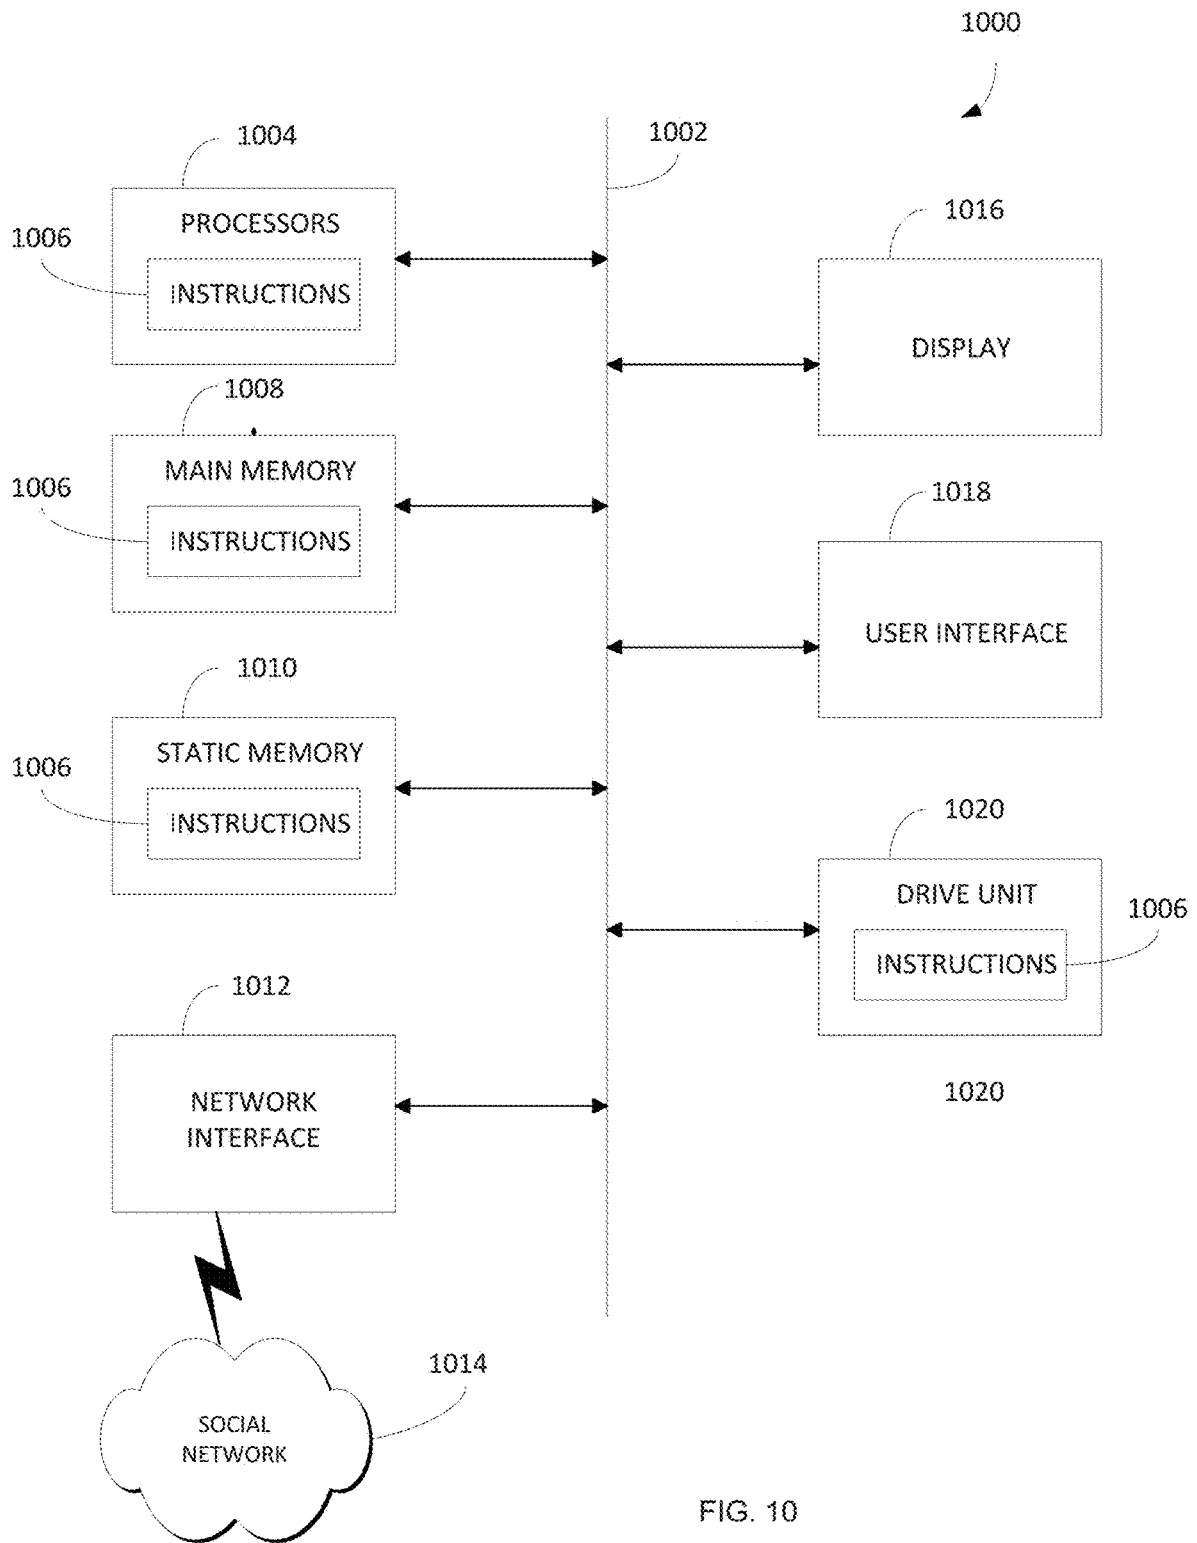 1000
1004
1002
PROCESSORS
1006
INSTRUCTIONS
1016
DISPLAY
1008
MAIN MEMORY
1006
INSTRUCTIONS
1018
USER INTERFACE
1010
STATIC MEMORY
1006
INSTRUCTIONS
1020
DRIVE UNIT
1006
INSTRUCTIONS
1012
NETWORK
INTERFACE
1020
1014
SOCIAL
NETWORK
FIG. 10